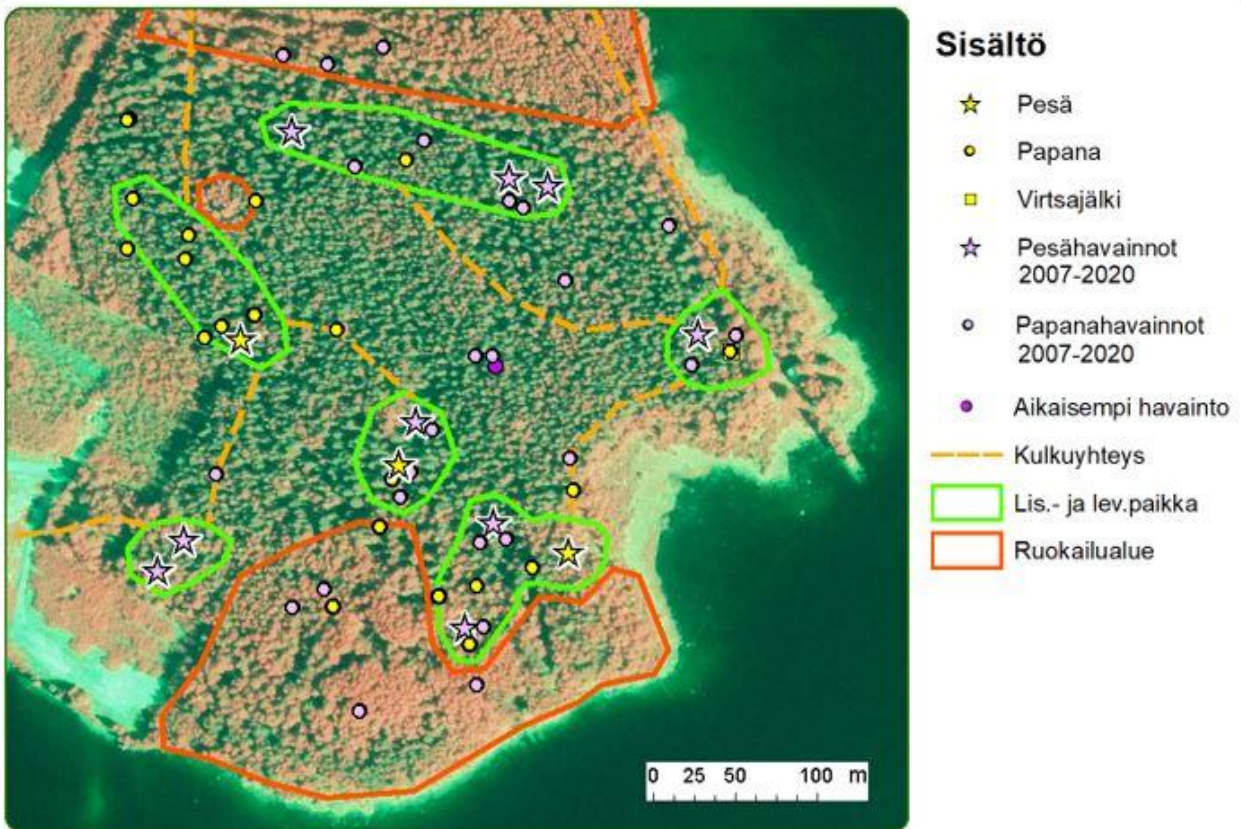 Sisältö
Pesä
Papana
Virtsajälki
Pesähavainnot
2007-2020
Papanahavainnot
2007-2020
Aikaisempi havainto
Kulkuyhteys
Lis.- ja lev.paikka
Ruokailualue
0 25 50 100 m